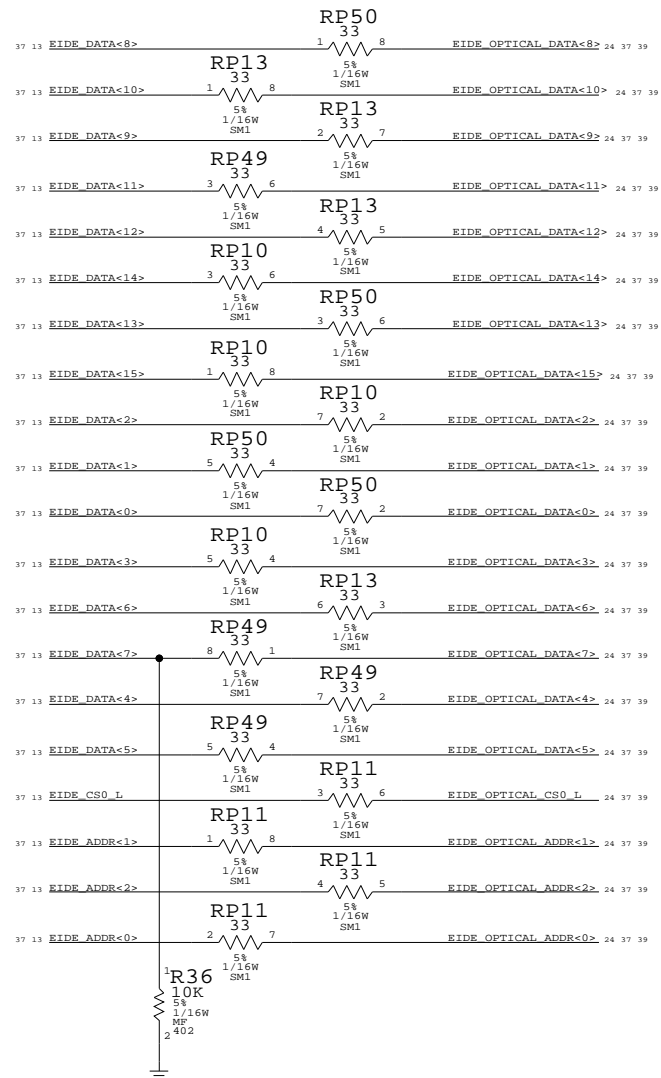 RP50
33
37 13 EIDE_DATA<8> 1 8 EIDE_OPTICAL_DATA<8> 24 37 39
5%
1/16W
SM1
RP13
33
37 13 EIDE_DATA<10> 1 8 EIDE_OPTICAL_DATA<10> 24 37 39
5%
1/16W
SM1
RP13
33
37 13 EIDE_DATA<9> 2 7 EIDE_OPTICAL_DATA<9> 24 37 39
5%
1/16W
SM1
RP49
33
37 13 EIDE_DATA<11> 3 6 EIDE_OPTICAL_DATA<11> 24 37 39
5%
1/16W
SM1
RP13
33
37 13 EIDE_DATA<12> 4 5 EIDE_OPTICAL_DATA<12> 24 37 39
5%
1/16W
SM1
RP10
33
37 13 EIDE_DATA<14> 3 6 EIDE_OPTICAL_DATA<14> 24 37 39
5%
1/16W
SM1
RP50
33
37 13 EIDE_DATA<13> 3 6 EIDE_OPTICAL_DATA<13> 24 37 39
5%
1/16W
SM1
RP10
33
37 13 EIDE_DATA<15> 1 8 EIDE_OPTICAL_DATA<15> 24 37 39
5%
1/16W
SM1
RP10
33
37 13 EIDE_DATA<2> 7 2 EIDE_OPTICAL_DATA<2> 24 37 39
5%
1/16W
SM1
RP50
33
37 13 EIDE_DATA<1> 5 4 EIDE_OPTICAL_DATA<1> 24 37 39
5%
1/16W
SM1
RP50
33
37 13 EIDE_DATA<0> 7 2 EIDE_OPTICAL_DATA<0> 24 37 39
5%
1/16W
SM1
RP10
33
37 13 EIDE_DATA<3> 5 4 EIDE_OPTICAL_DATA<3> 24 37 39
5%
1/16W
SM1
RP13
33
37 13 EIDE_DATA<6> 6 3 EIDE_OPTICAL_DATA<6> 24 37 39
5%
1/16W
SM1
RP49
33
37 13 EIDE_DATA<7> 8 1 EIDE_OPTICAL_DATA<7> 24 37 39
5%
1/16W
SM1
RP49
33
37 13 EIDE_DATA<4> 7 2 EIDE_OPTICAL_DATA<4> 24 37 39
5%
1/16W
SM1
RP49
33
37 13 EIDE_DATA<5> 5 4 EIDE_OPTICAL_DATA<5> 24 37 39
5%
1/16W
SM1
RP11
33
37 13 EIDE_CS0_L 3 6 EIDE_OPTICAL_CS0_L 24 37 39
5%
1/16W
SM1
RP11
33
37 13 EIDE_ADDR<1> 1 8 EIDE_OPTICAL_ADDR<1> 24 37 39
5%
1/16W
SM1
RP11
33
37 13 EIDE_ADDR<2> 4 5 EIDE_OPTICAL_ADDR<2> 24 37 39
5%
1/16W
SM1
RP11
33
37 13 EIDE_ADDR<0> 2 7 EIDE_OPTICAL_ADDR<0> 24 37 39
5%
1/16W
SM1
1 R36
10K
5%
1/16W
MF
2 402